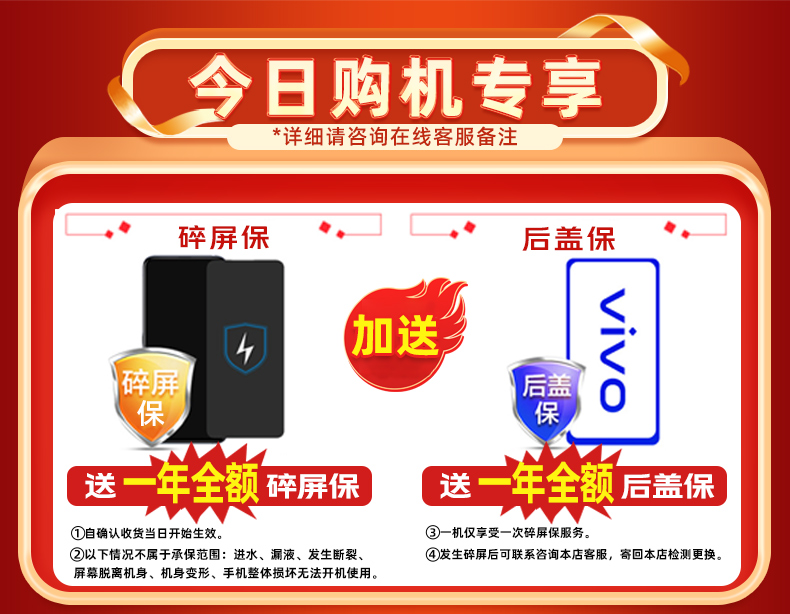 今日购机专享
*详细请咨询在线客服备注
碎屏保
后盖保
碎屏
保
加送
后盖
保
vivo
送一年全额碎屏保
送一年全额后盖保
①自确认收货当日开始生效。
②以下情况不属于承保范围：进水、漏液、发生断裂、
屏幕脱离机身、机身变形、手机整体损坏无法开机使用。
③一机仅享受一次碎屏保服务。
④发生碎屏后可联系咨询本店客服，寄回本店检测更换。